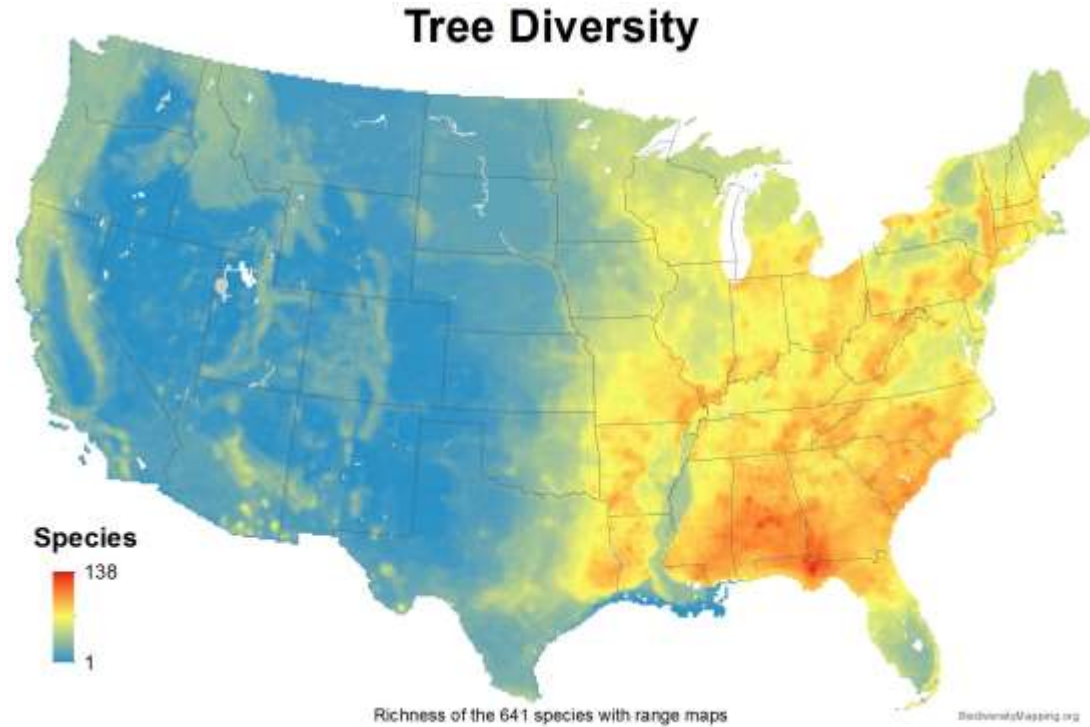 Tree Diversity
Species
138
1
Richness of the 641 species with range maps
BiodiversityMapping.org